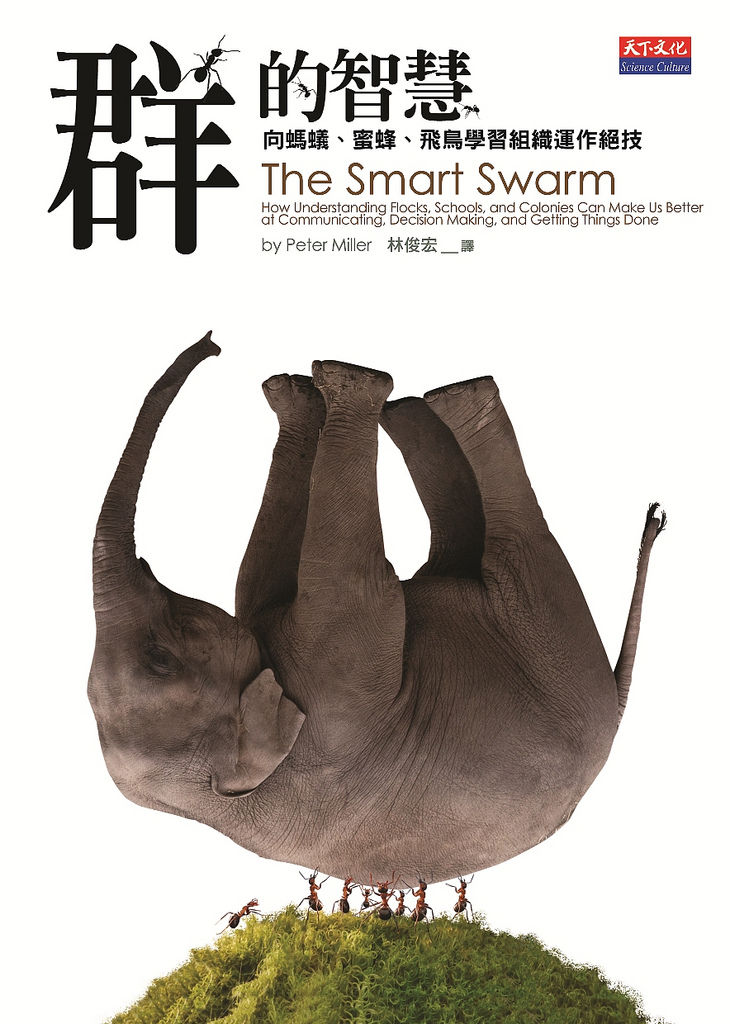 天下文化
Science Culture
群的智慧
向螞蟻、蜜蜂、飛鳥學習組織運作絕技
The Smart Swarm
How Understanding Flocks, Schools, and Colonies Can Make Us Better
at Communicating, Decision Making, and Getting Things Done
by Peter Miller 林俊宏__譯